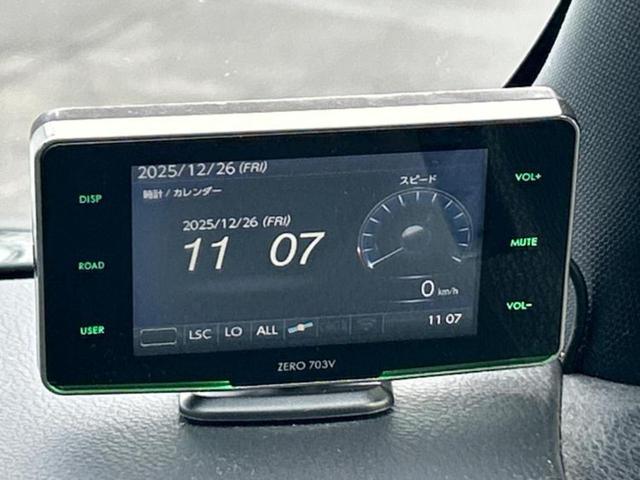 2025/12/26 (FRI)
時計 / カレンダー
スピード
2025/12/26 (FRI)
11 07
0 km/h
LSC LO ALL
11 07
DISP
ROAD
USER
VOL+
MUTE
VOL-
ZERO 703V